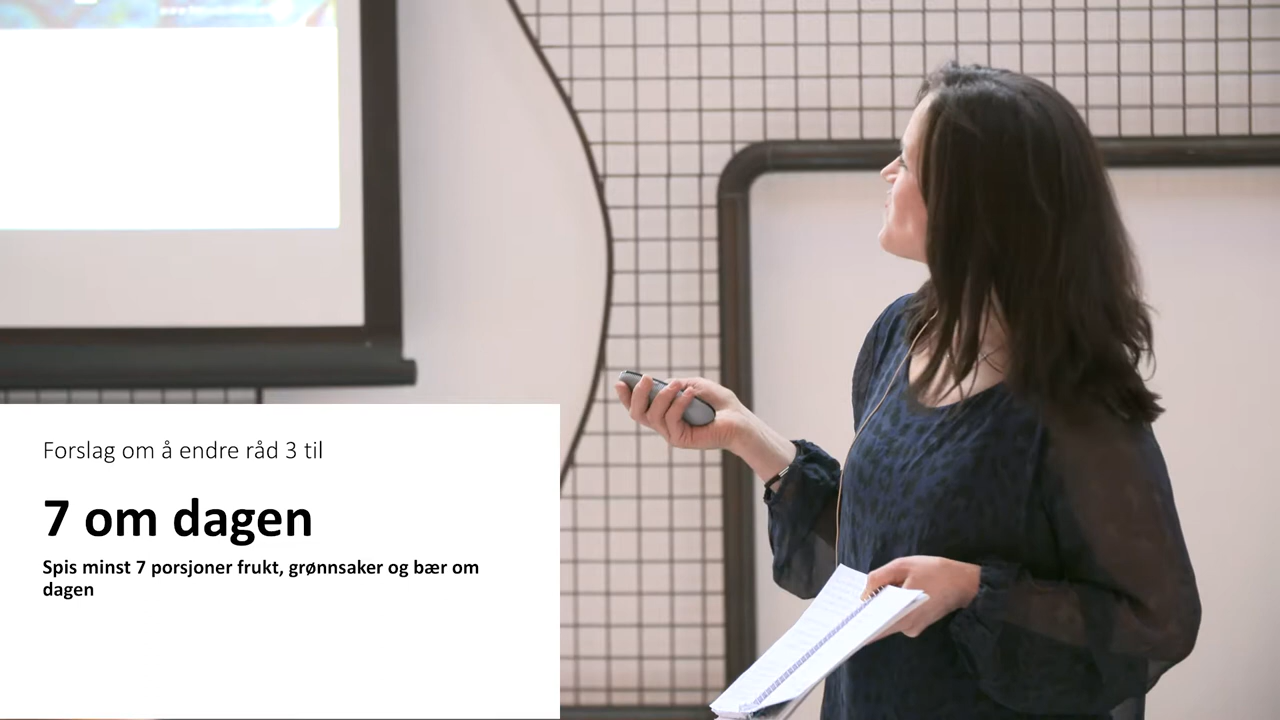 Forslag om å endre råd 3 til
7 om dagen
Spis minst 7 porsjoner frukt, grønnsaker og bær om
dagen